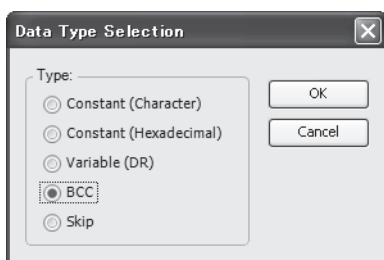 Data Type Selection
Type:
Constant (Character)
Constant (Hexadecimal)
Variable (DR)
BCC
Skip
OK
Cancel